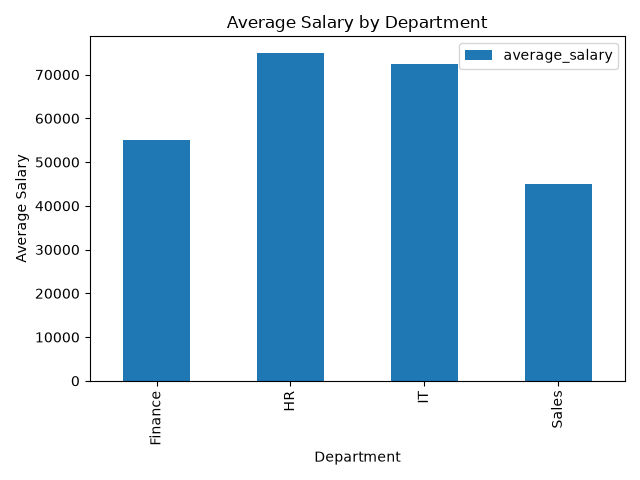 Average Salary by Department
average_salary
Average Salary
70000
60000
50000
40000
30000
20000
10000
0
Finance
HR
IT
Sales
Department